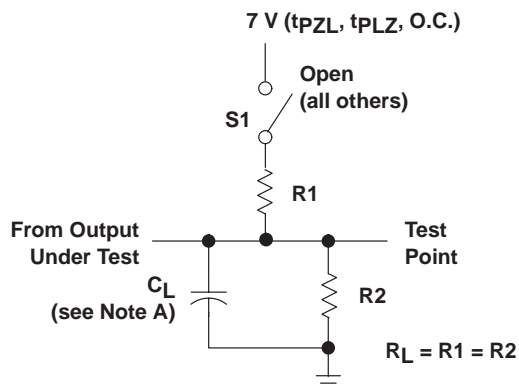 7 V (tPZL, tPLZ, O.C.)
Open
(all others)
S1
R1
From Output
Under Test
Test
Point
CL
(see Note A)
R2
RL = R1 = R2